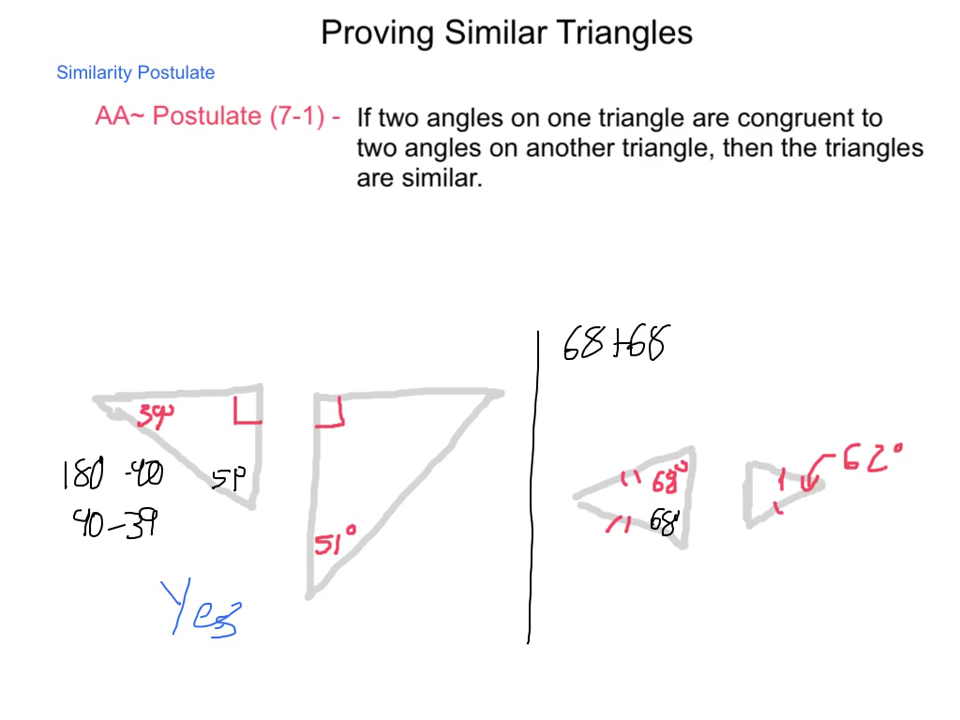 Proving Similar Triangles
Similarity Postulate
AA~ Postulate (7-1) - If two angles on one triangle are congruent to
two angles on another triangle, then the triangles
are similar.
68+68
39°
180 -90
90-39
51°
51°
Yes
68°
68°
62°